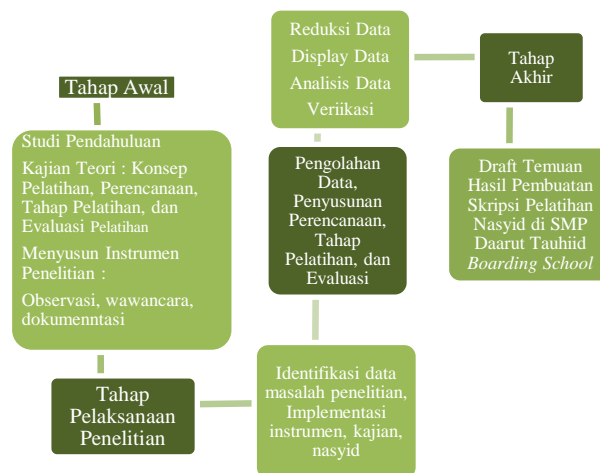 Tahap Awal
Studi Pendahuluan
Kajian Teori : Konsep
Pelatihan, Perencanaan,
Tahap Pelatihan, dan
Evaluasi Pelatihan
Menyusun Instrumen
Penelitian :
Observasi, wawancara,
dokumenntasi
Tahap
Pelaksanaan
Penelitian
Identifikasi data
masalah penelitian,
Implementasi
instrumen, kajian,
nasyid
Pengolahan
Data,
Penyusunan
Perencanaan,
Tahap
Pelatihan, dan
Evaluasi
Reduksi Data
Display Data
Analisis Data
Veriikasi
Tahap
Akhir
Draft Temuan
Hasil Pembuatan
Skripsi Pelatihan
Nasyid di SMP
Daarut Tauhiid
Boarding School